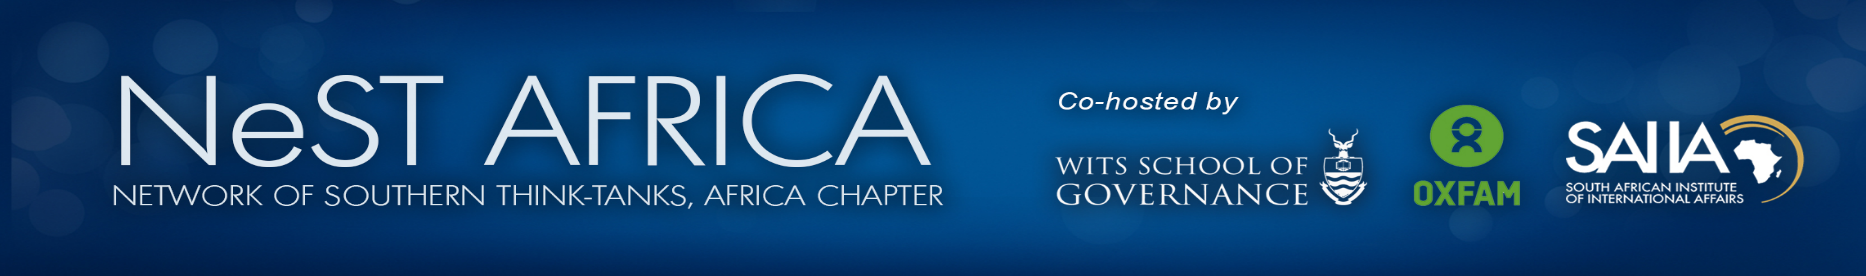 NeST AFRICA
NETWORK OF SOUTHERN THINK-TANKS, AFRICA CHAPTER
Co-hosted by
WITS SCHOOL OF
GOVERNANCE
OXFAM
SAIIA
SOUTH AFRICAN INSTITUTE
OF INTERNATIONAL AFFAIRS